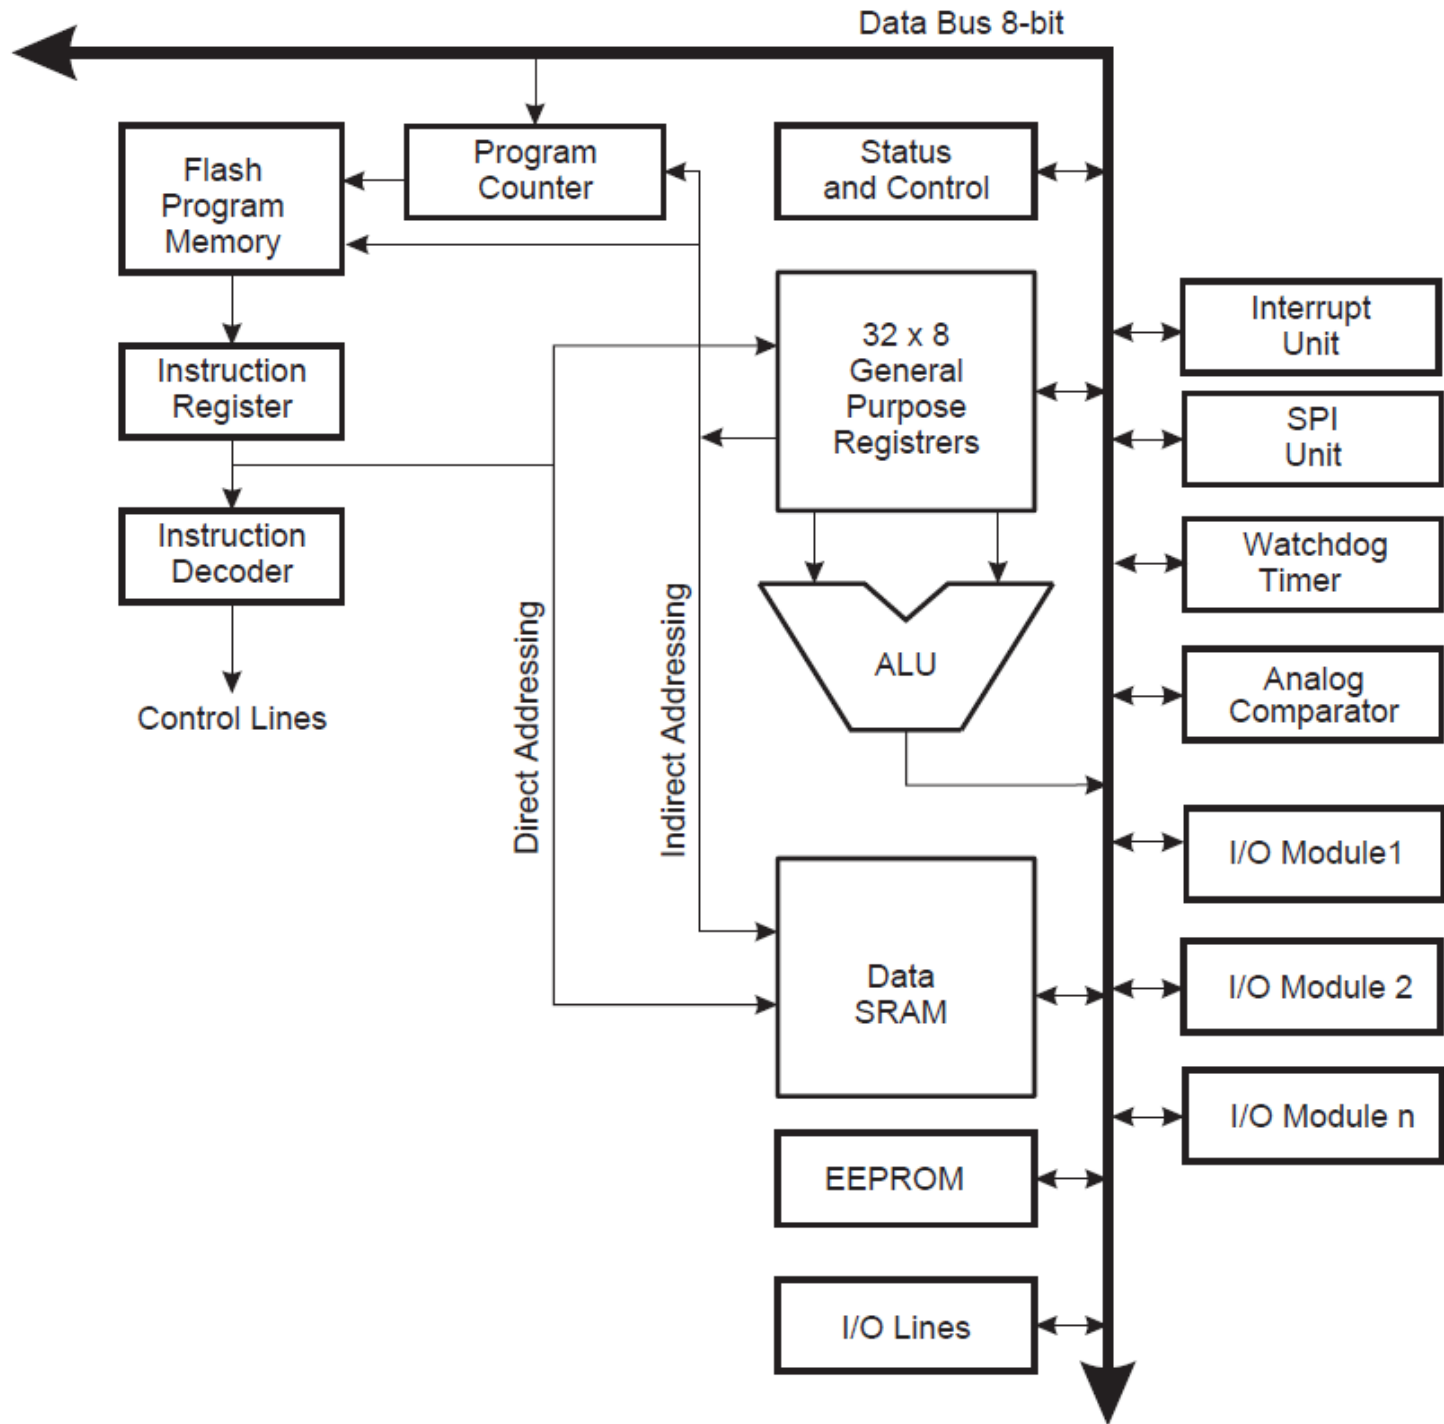 Data Bus 8-bit
Flash
Program
Memory
Program
Counter
Status
and Control
32 x 8
General
Purpose
Registrers
Interrupt
Unit
Instruction
Register
SPI
Unit
Instruction
Decoder
Watchdog
Timer
Control Lines
Direct Addressing
Indirect Addressing
ALU
Analog
Comparator
I/O Module1
Data
SRAM
I/O Module 2
I/O Module n
EEPROM
I/O Lines